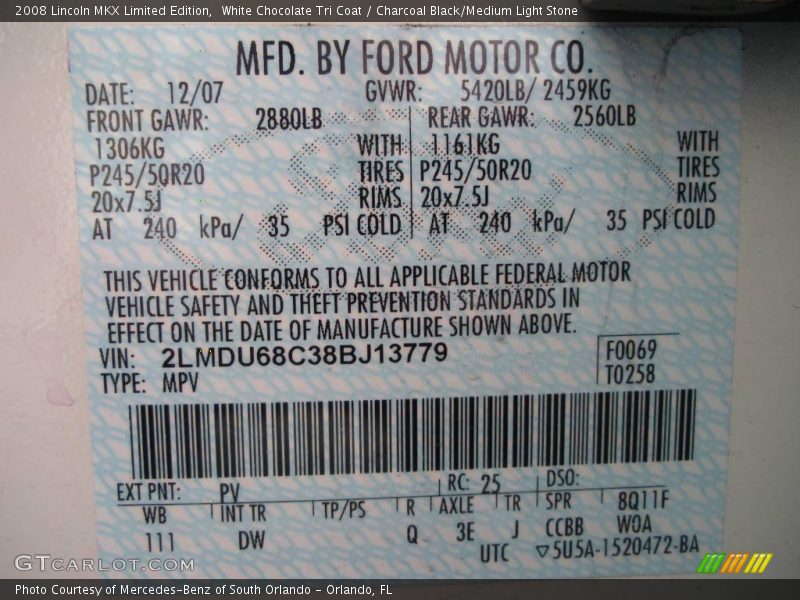 2008 Lincoln MKX Limited Edition,  White Chocolate Tri Coat / Charcoal Black/Medium Light Stone
MFD. BY FORD MOTOR CO.
DATE: 12/07 GVWR: 5420LB/ 2459KG
FRONT GAWR: 2880LB REAR GAWR: 2560LB
1306KG WITH 1161KG WITH
P245/50R20 TIRES P245/50R20 TIRES
20x7.5J RIMS 20x7.5J RIMS
AT 240 kPa/ 35 PSI COLD AT 240 kPa/ 35 PSI COLD
THIS VEHICLE CONFORMS TO ALL APPLICABLE FEDERAL MOTOR
VEHICLE SAFETY AND THEFT PREVENTION STANDARDS IN
EFFECT ON THE DATE OF MANUFACTURE SHOWN ABOVE.
VIN: 2LMDU68C38BJ13779 F0069
TYPE: MPV T0258
EXT PNT: PV RC: 25 DSO:
WB INT TR TP/PS R AXLE TR SPR 8Q11F
111 DW Q 3E J CCBB WOA
UTC ▽5U5A-1520472-BA
GTCARLOT.COM
Photo Courtesy of Mercedes-Benz of South Orlando - Orlando, FL